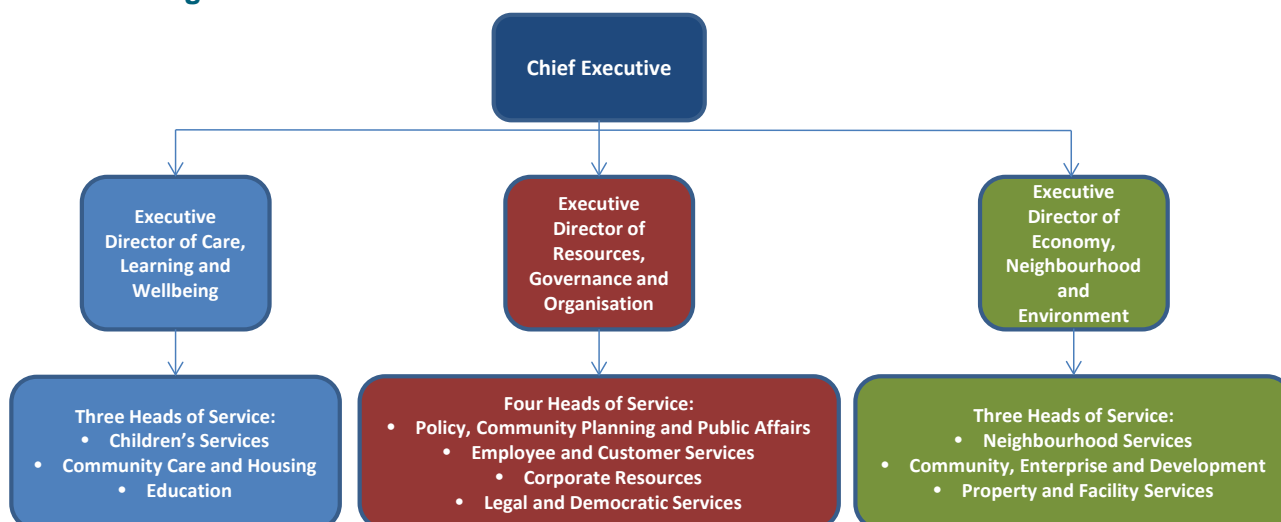 Chief Executive
Executive
Director of Care,
Learning and
Wellbeing
Executive
Director of
Resources,
Governance and
Organisation
Executive
Director of
Economy,
Neighbourhood
and
Environment
Three Heads of Service:
• Children’s Services
• Community Care and Housing
• Education
Four Heads of Service:
• Policy, Community Planning and Public Affairs
• Employee and Customer Services
• Corporate Resources
• Legal and Democratic Services
Three Heads of Service:
• Neighbourhood Services
• Community, Enterprise and Development
• Property and Facility Services